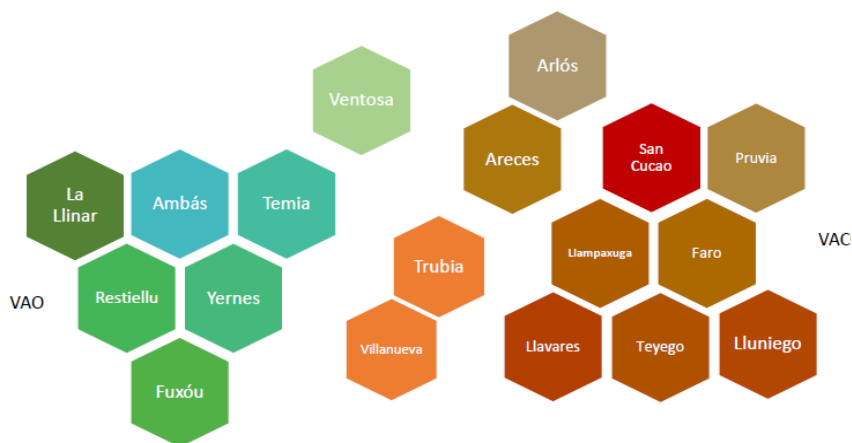 Arlós
Ventosa
Areces
San
Cucao
Pruvia
La
Llinar
Ambás
Temia
Llampaxuga
Faro
VAC
Trubia
Restiellu
Yernes
VAO
Villanueva
Llavares
Teyego
Lluniego
Fuxóu